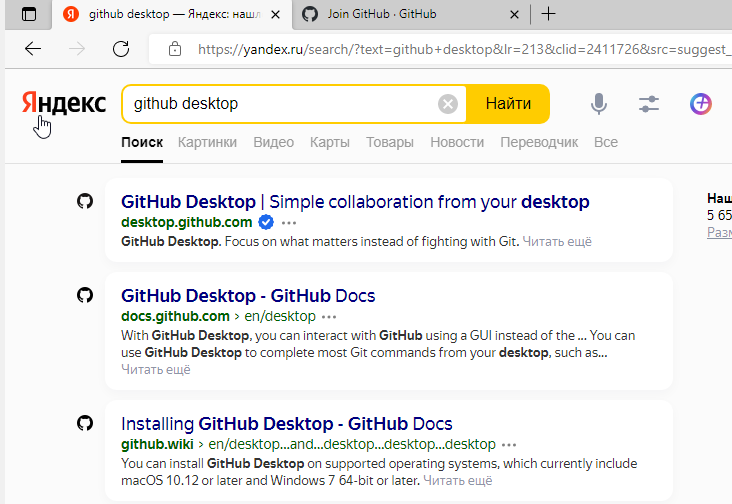 github desktop — Яндекс: нашл
Join GitHub · GitHub
https://yandex.ru/search/?text=github+desktop&lr=213&clid=2411726&src=suggest_
Яндекс
github desktop
Найти
Поиск Картинки Видео Карты Товары Новости Переводчик Все
GitHub Desktop | Simple collaboration from your desktop
desktop.github.com
GitHub Desktop. Focus on what matters instead of fighting with Git. Читать ещё
Наш
5 65
Разм
GitHub Desktop - GitHub Docs
docs.github.com › en/desktop
With GitHub Desktop, you can interact with GitHub using a GUI instead of the ... You can
use GitHub Desktop to complete most Git commands from your desktop, such as...
Читать ещё
Installing GitHub Desktop - GitHub Docs
github.wiki › en/desktop...and...desktop...desktop...desktop
You can install GitHub Desktop on supported operating systems, which currently include
macOS 10.12 or later and Windows 7 64-bit or later. Читать ещё